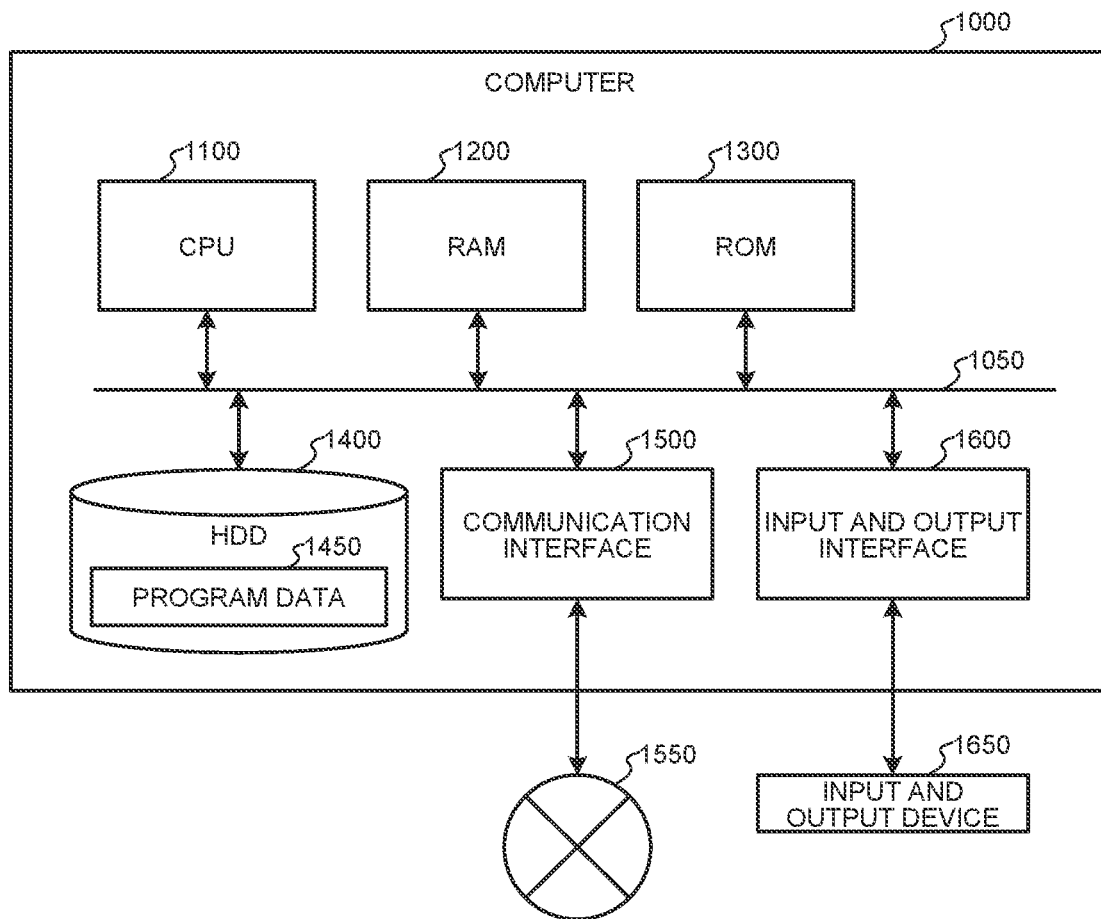 1000
COMPUTER
1100
1200
1300
CPU
RAM
ROM
1050
1400
1500
1600
HDD
1450
PROGRAM DATA
COMMUNICATION
INTERFACE
INPUT AND OUTPUT
INTERFACE
1550
1650
INPUT AND
OUTPUT DEVICE